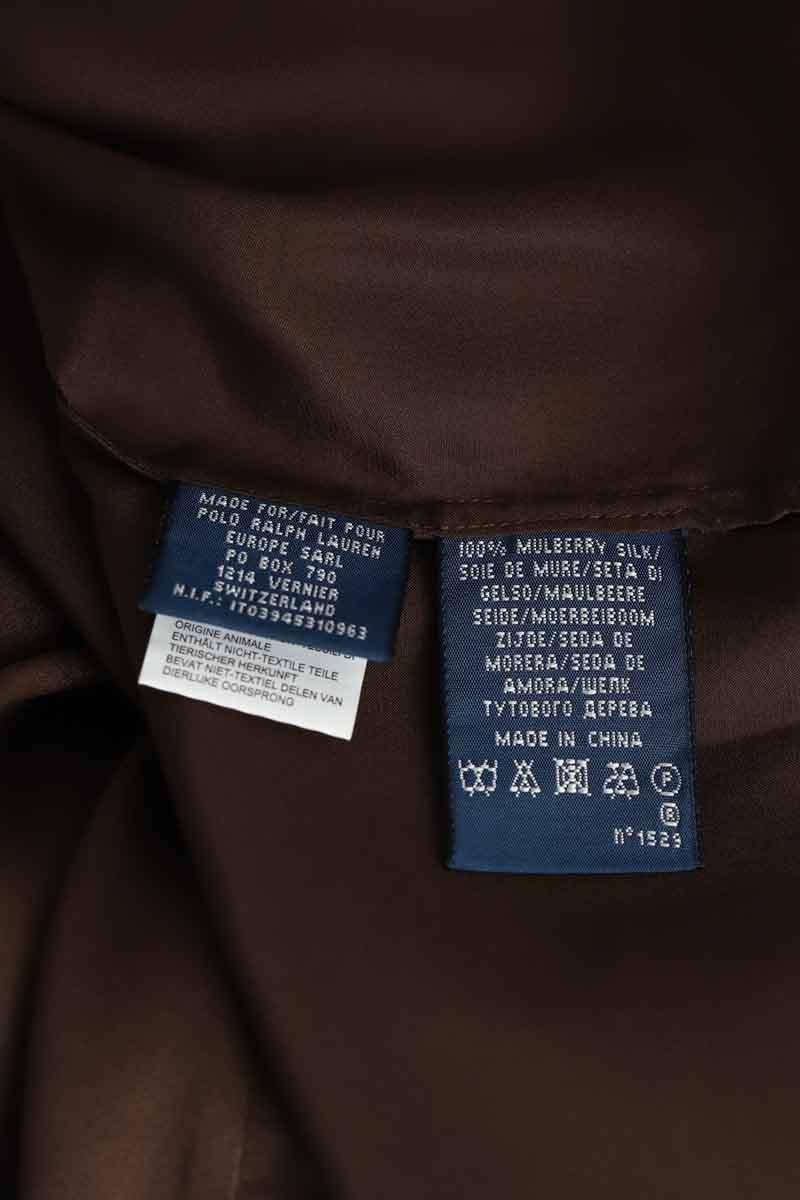 MADE FOR/FAIT POUR
POLO RALPH LAUREN
EUROPE SARL
PO BOX 790
1214 VERNIER
SWITZERLAND
N.I.F.: IT03945310963
ORIGINE ANIMALE
ENTHÄLT NICHT-TEXTILE TEILE
TIERISCHER HERKUNFT
BEVAT NIET-TEXTIEL DELEN VAN
DIERLIJKE OORSPRONG
100% MULBERRY SILK/
SOIE DE MURE/SETA DI
GELSO/MAULBEERE
SEIDE/MOERBEIBOOM
ZIJDE/SEDA DE
MORERA/SEDA DE
AMORA/ШЕЛК
ТУТОВОГО ДЕРЕВА
MADE IN CHINA
P
R
n°1529